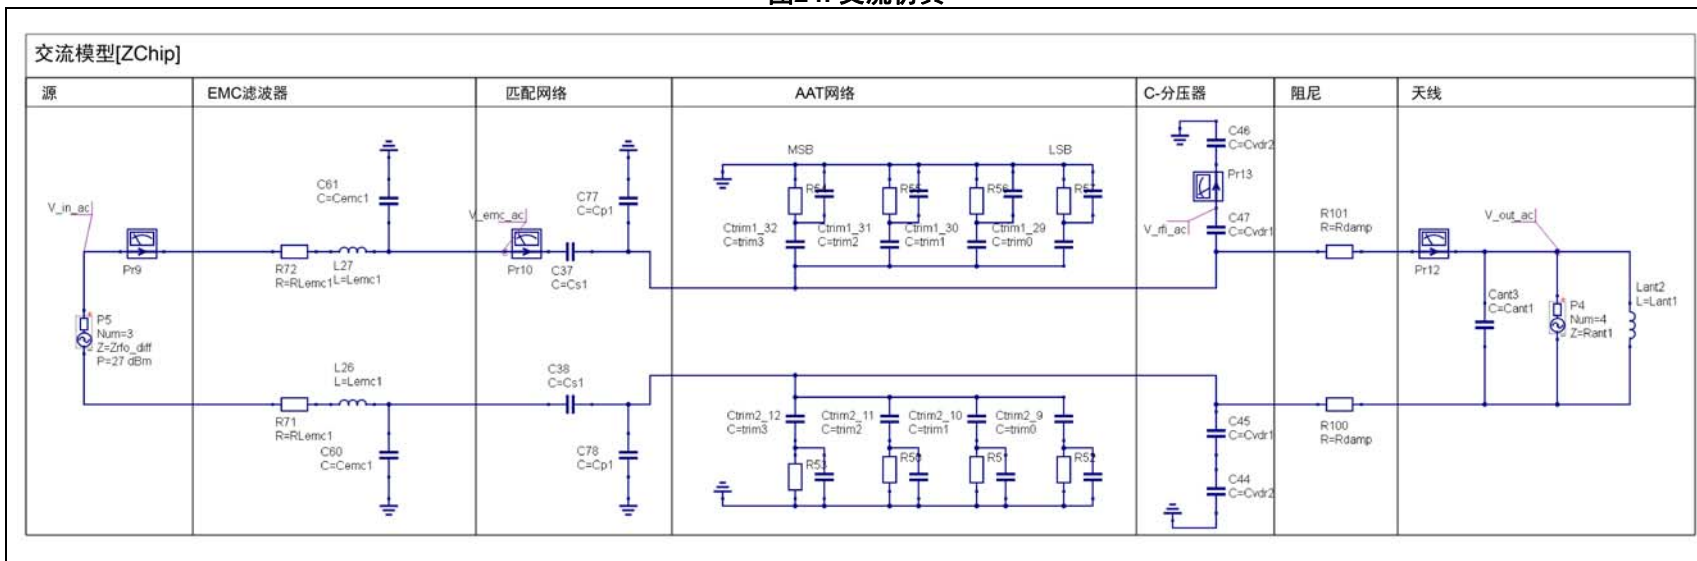 交流模型[ZChip]
源
EMC滤波器
匹配网络
AAT网络
C-分压器
阻尼
天线
V_in_ac
Pr9
P5
Num=3
Z=Zrfo_diff
P=27 dBm
C61
C=Cemc1
R72
R=RLemc1
L27
L=Lemc1
L26
L=Lemc1
R71
R=RLemc1
C60
C=Cemc1
V_emc_ac
Pr10
C77
C=Cp1
C37
C=Cs1
C38
C=Cs1
C78
C=Cp1
MSB
LSB
R56
Ctrim1_32
C=trim3
Ctrim1_31
C=trim2
Ctrim1_30
C=trim1
Ctrim1_29
C=trim0
Ctrim2_12
C=trim3
Ctrim2_11
C=trim2
Ctrim2_10
C=trim1
Ctrim2_9
C=trim0
R53
R52
C46
C=Cvdr2
Pr13
V_rfi_ac
C47
C=Cvdr1
C45
C=Cvdr1
C44
C=Cvdr2
R101
R=Rdamp
R100
R=Rdamp
Pr12
V_out_ac
Cant3
C=Cant1
P4
Num=4
Z=Rant1
Lant2
L=Lant1